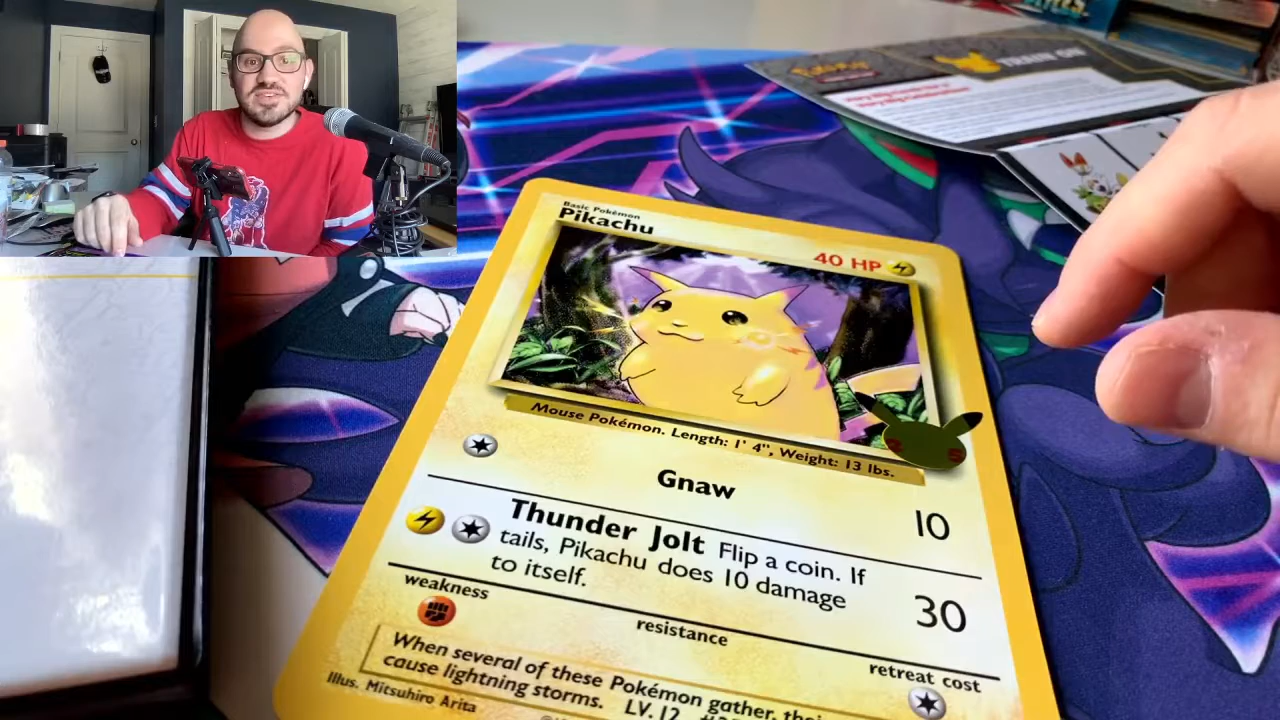 TRAIN ON
Basic Pokémon
Pikachu
40 HP
Mouse Pokémon. Length: 1' 4", Weight: 13 lbs.
Gnaw
10
Thunder Jolt Flip a coin. If
tails, Pikachu does 10 damage
to itself.
30
weakness
resistance
retreat cost
When several of these Pokémon gather, their
cause lightning storms. LV. 12
Illus. Mitsuhiro Arita